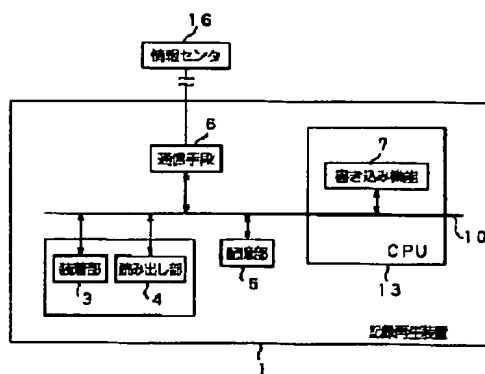 16
情報センタ
6
通信手段
7
書き込み機能
10
CPU
装着部
読み出し部
記憶部
3
4
5
13
記録再生装置
1